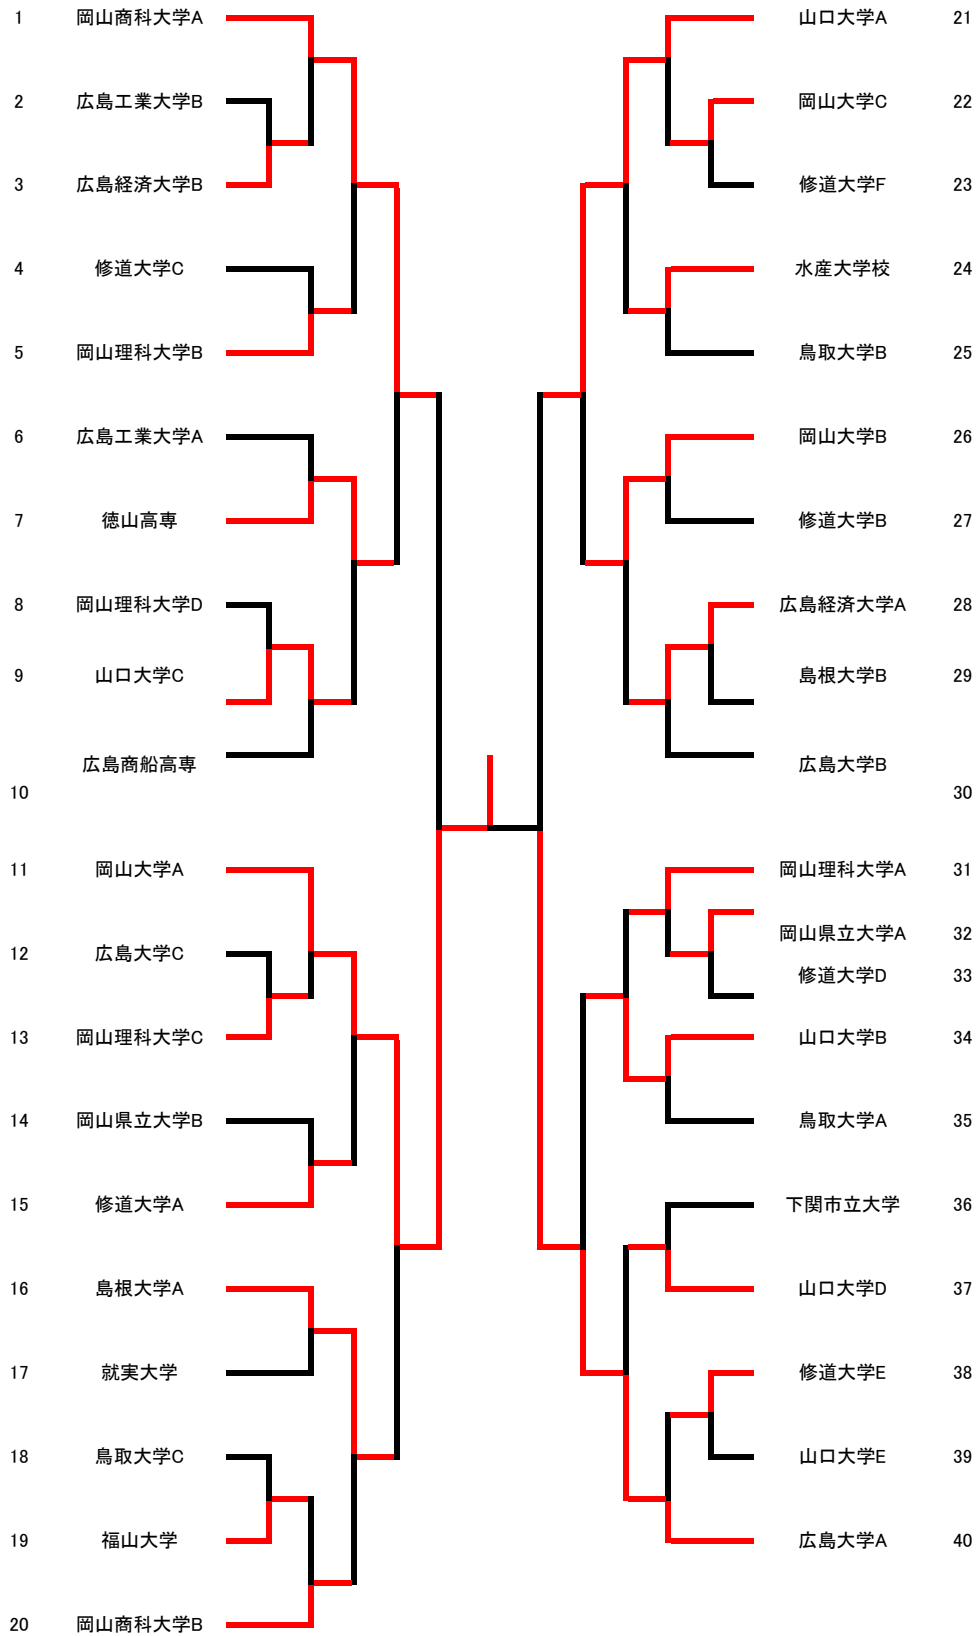 1 岡山商科大学A
2 広島工業大学B
3 広島経済大学B
4 修道大学C
5 岡山理科大学B
6 広島工業大学A
7 徳山高専
8 岡山理科大学D
9 山口大学C
広島商船高専
10
11 岡山大学A
12 広島大学C
13 岡山理科大学C
14 岡山県立大学B
15 修道大学A
16 島根大学A
17 就実大学
18 鳥取大学C
19 福山大学
20 岡山商科大学B
山口大学A 21
岡山大学C 22
修道大学F 23
水産大学校 24
鳥取大学B 25
岡山大学B 26
修道大学B 27
広島経済大学A 28
島根大学B 29
広島大学B
30
岡山理科大学A 31
岡山県立大学A 32
修道大学D 33
山口大学B 34
鳥取大学A 35
下関市立大学 36
山口大学D 37
修道大学E 38
山口大学E 39
広島大学A 40